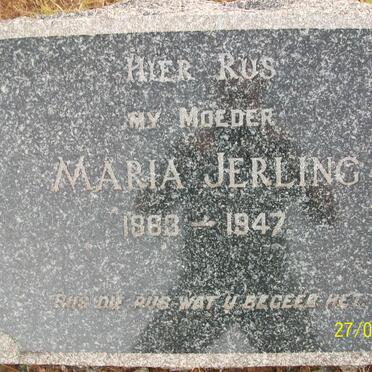 HIER RUS
MY MOEDER
MARIA JERLING
1883 – 1947
RUS DIE RUS WAT U BEGEER HET
27/0